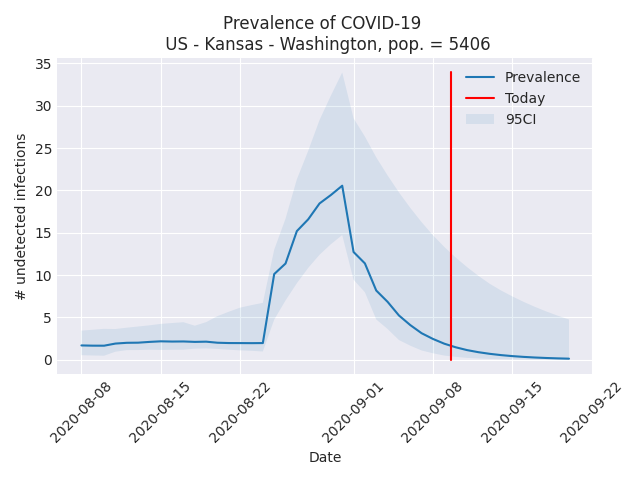 Prevalence of COVID-19
US - Kansas - Washington, pop. = 5406
35
30
25
20
15
10
5
0
# undetected infections
Prevalence
Today
95CI
2020-08-08
2020-08-15
2020-08-22
2020-09-01
2020-09-08
2020-09-15
2020-09-22
Date